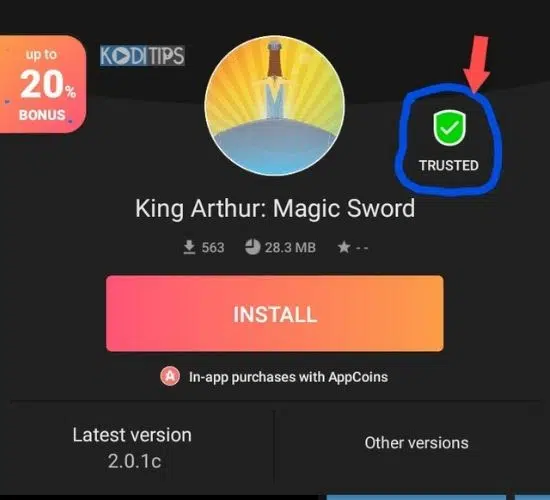 up to
20%
BONUS
KODITIPS
M
TRUSTED
King Arthur: Magic Sword
563
28.3 MB
--
INSTALL
A In-app purchases with AppCoins
Latest version
2.0.1c
Other versions